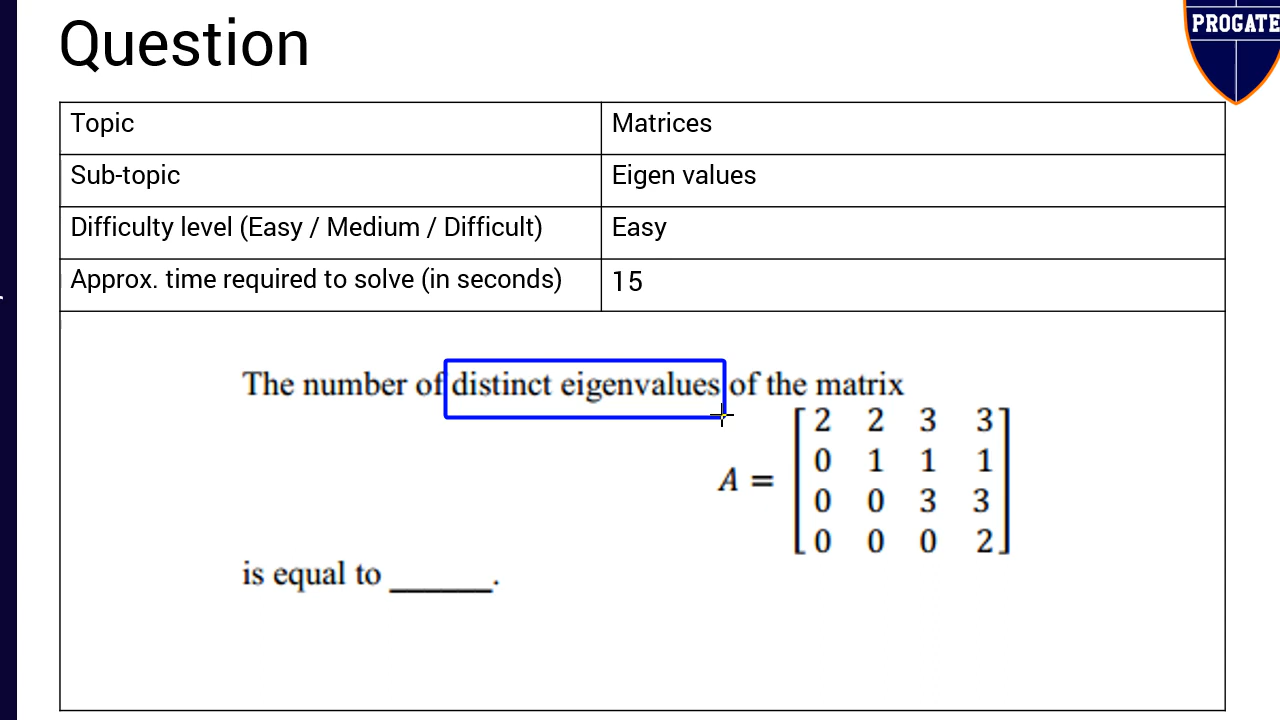 Question
PROGATE
Topic Matrices
Sub-topic Eigen values
Difficulty level (Easy / Medium / Difficult) Easy
Approx. time required to solve (in seconds) 15
The number of distinct eigenvalues of the matrix
2 2 3 3
0 1 1 1
A =
0 0 3 3
0 0 0 2
is equal to ______.